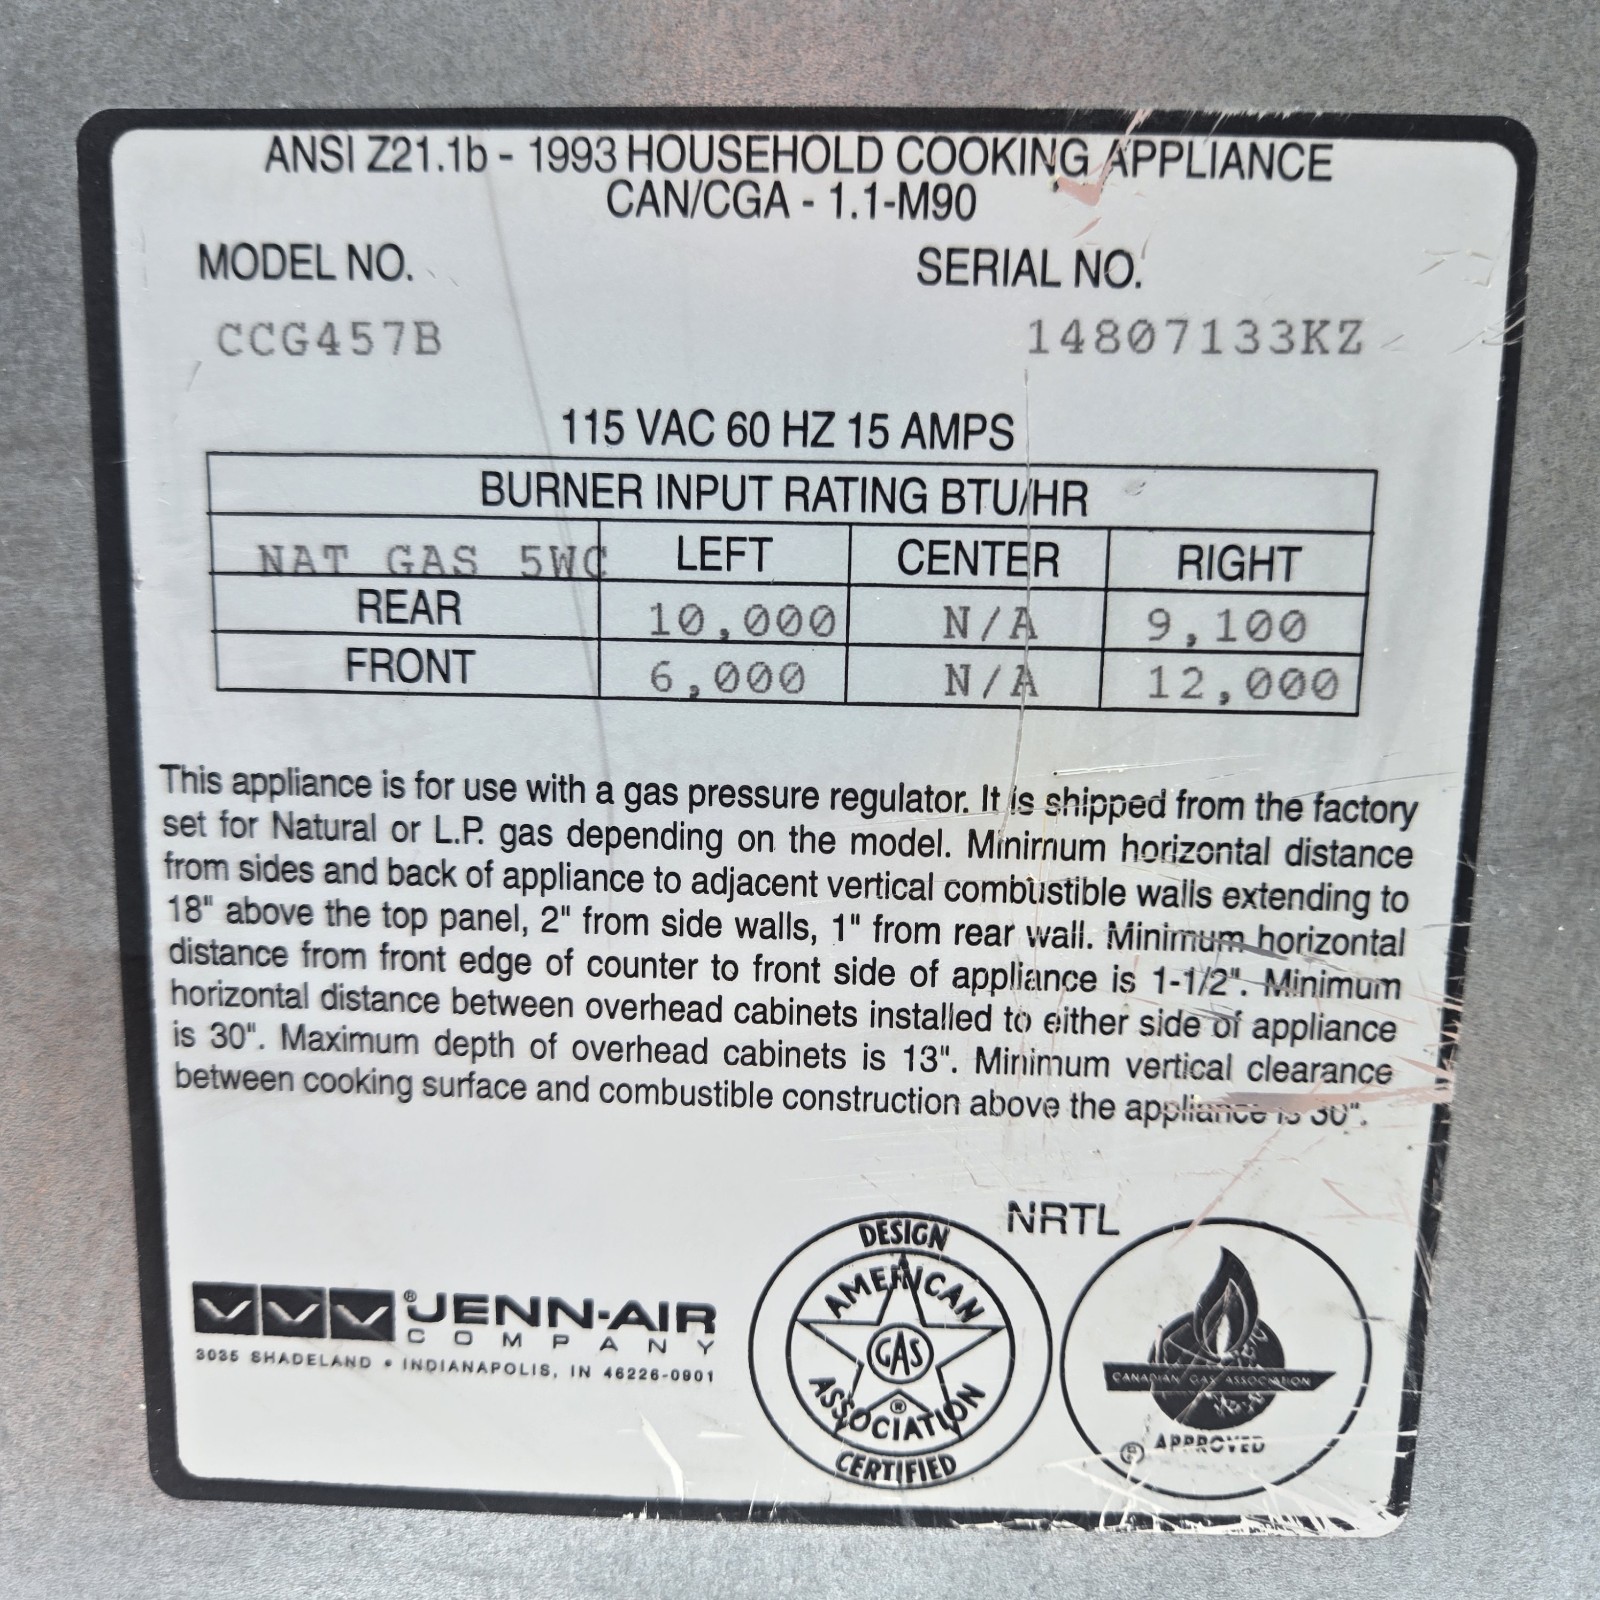 ANSI Z21.1b - 1993 HOUSEHOLD COOKING APPLIANCE
CAN/CGA - 1.1-M90
MODEL NO. SERIAL NO.
CCG457B 14807133KZ
115 VAC 60 HZ 15 AMPS
BURNER INPUT RATING BTU/HR
NAT GAS 5WC LEFT CENTER RIGHT
REAR 10,000 N/A 9,100
FRONT 6,000 N/A 12,000
This appliance is for use with a gas pressure regulator. It is shipped from the factory
set for Natural or L.P. gas depending on the model. Minimum horizontal distance
from sides and back of appliance to adjacent vertical combustible walls extending to
18" above the top panel, 2" from side walls, 1" from rear wall. Minimum horizontal
distance from front edge of counter to front side of appliance is 1-1/2". Minimum
horizontal distance between overhead cabinets installed to either side of appliance
is 30". Maximum depth of overhead cabinets is 13". Minimum vertical clearance
between cooking surface and combustible construction above the appliance is 30".
NRTL
® JENN-AIR
COMPANY
3035 SHADELAND • INDIANAPOLIS, IN 46226-0901
DESIGN
AMERICAN
GAS
®
ASSOCIATION
CERTIFIED
CANADIAN GAS ASSOCIATION
® APPROVED